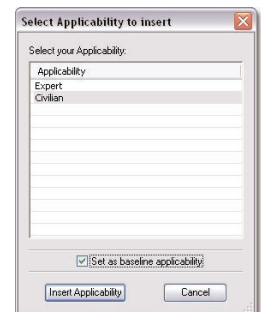 Select Applicability to insert
Select your Applicability:
Applicability
Expert
Civilian
Set as baseline applicability
Insert Applicability
Cancel